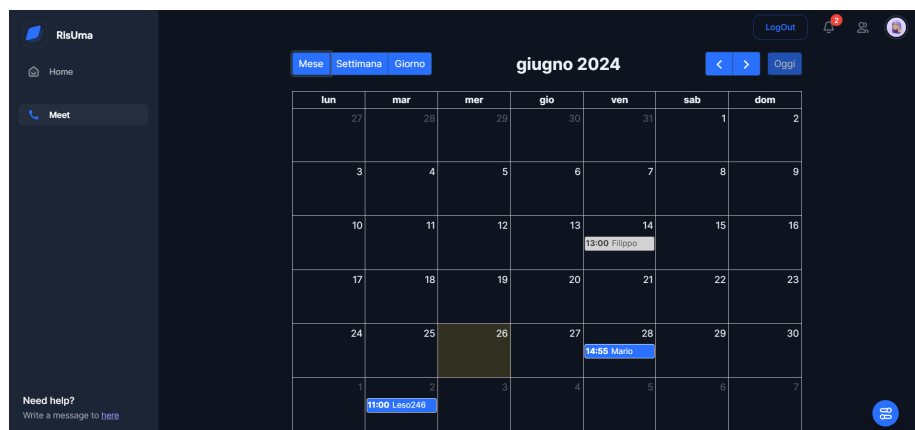 RisUma
LogOut
2
Home
Meet
Mese Settimana Giorno
giugno 2024
Oggi
lun mar mer gio ven sab dom
27 28 29 30 31 1 2
3 4 5 6 7 8 9
10 11 12 13 14 15 16
13:00 Filippo
17 18 19 20 21 22 23
24 25 26 27 28 29 30
14:55 Mario
1 2 3 4 5 6 7
11:00 Leso246
Need help?
Write a message to here